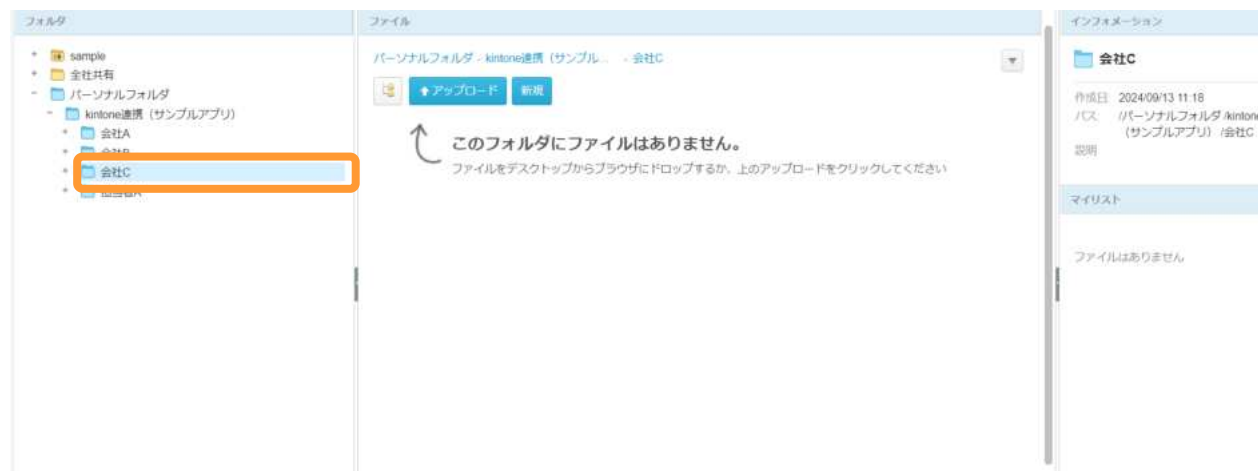 フォルダ
sample
全社共有
パーソナルフォルダ
kintone連携（サンプルアプリ）
会社A
会社B
会社C
担当者A
ファイル
パーソナルフォルダ › kintone連携（サンプル... › 会社C
アップロード
新規
このフォルダにファイルはありません。
ファイルをデスクトップからブラウザにドロップするか、上のアップロードをクリックしてください
インフォメーション
会社C
作成日 2024/09/13 11:18
パス /パーソナルフォルダ/kintone
（サンプルアプリ） /会社C
説明
マイリスト
ファイルはありません